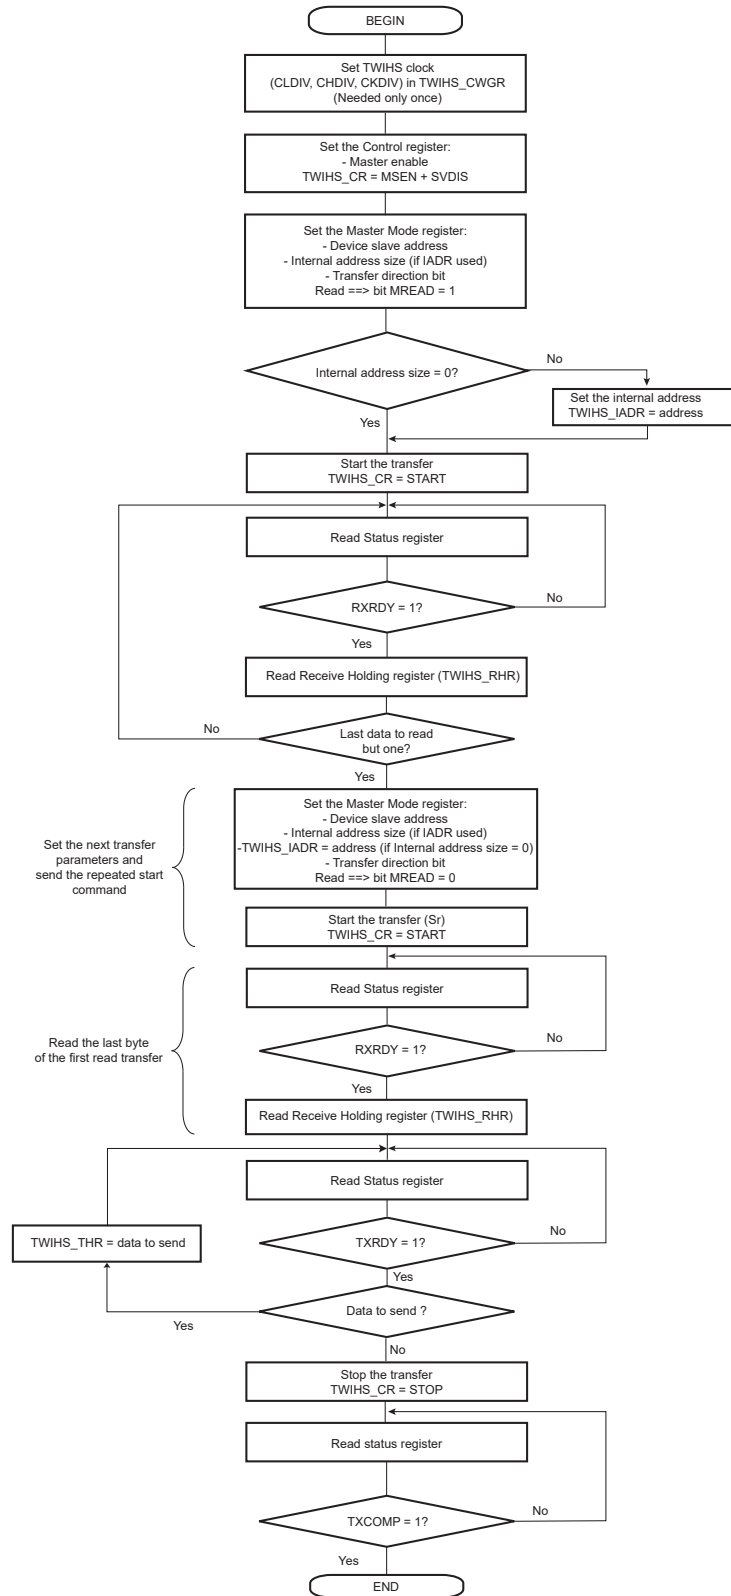 BEGIN
Set TWIHS clock
(CLDIV, CHDIV, CKDIV) in TWIHS_CWGR
(Needed only once)
Set the Control register:
- Master enable
TWIHS_CR = MSEN + SVDIS
Set the Master Mode register:
- Device slave address
- Internal address size (if IADR used)
- Transfer direction bit
Read ==> bit MREAD = 1
Internal address size = 0?
No
Set the internal address
TWIHS_IADR = address
Yes
Start the transfer
TWIHS_CR = START
Read Status register
RXRDY = 1?
No
Yes
Read Receive Holding register (TWIHS_RHR)
Last data to read
but one?
No
Yes
Set the next transfer
parameters and
send the repeated start
command
Set the Master Mode register:
- Device slave address
- Internal address size (if IADR used)
-TWIHS_IADR = address (if Internal address size = 0)
- Transfer direction bit
Read ==> bit MREAD = 0
Start the transfer (Sr)
TWIHS_CR = START
Read the last byte
of the first read transfer
Read Status register
RXRDY = 1?
No
Yes
Read Receive Holding register (TWIHS_RHR)
Read Status register
TWIHS_THR = data to send
TXRDY = 1?
No
Yes
Data to send ?
Yes
No
Stop the transfer
TWIHS_CR = STOP
Read status register
TXCOMP = 1?
No
Yes
END